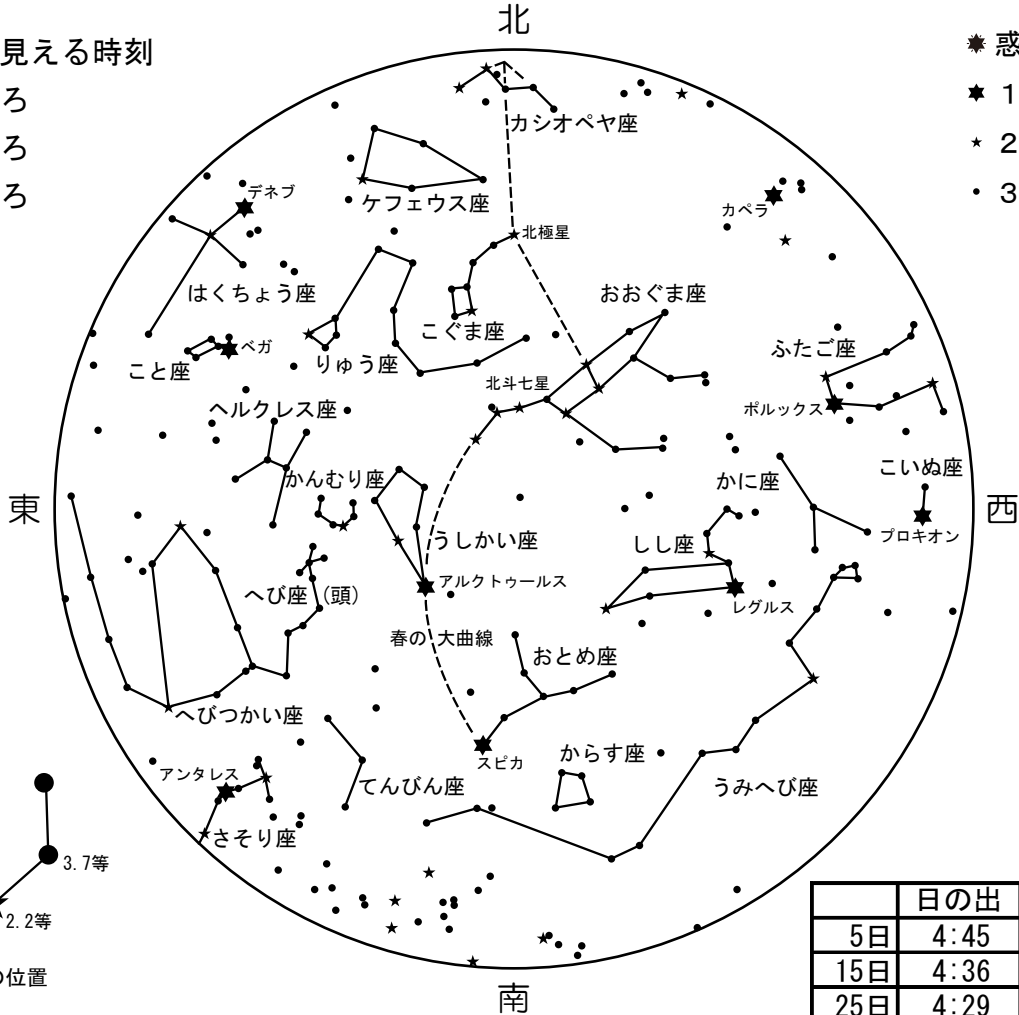 北
見える時刻
ろ
ろ
ろ
惑
1
2
3
カシオペヤ座
デネブ
ケフェウス座
カペラ
北極星
はくちょう座
おおぐま座
こぐま座
ベガ
こと座
りゅう座
ふたご座
北斗七星
ヘルクレス座
ポルックス
かんむり座
かに座
こいぬ座
東
西
うしかい座
しし座
プロキオン
アルクトゥールス
へび座(頭)
レグルス
春の大曲線
おとめ座
へびつかい座
スピカ
からす座
アンタレス
てんびん座
うみへび座
さそり座
3.7等
2.2等
の位置
南
日の出
5日 4:45
15日 4:36
25日 4:29